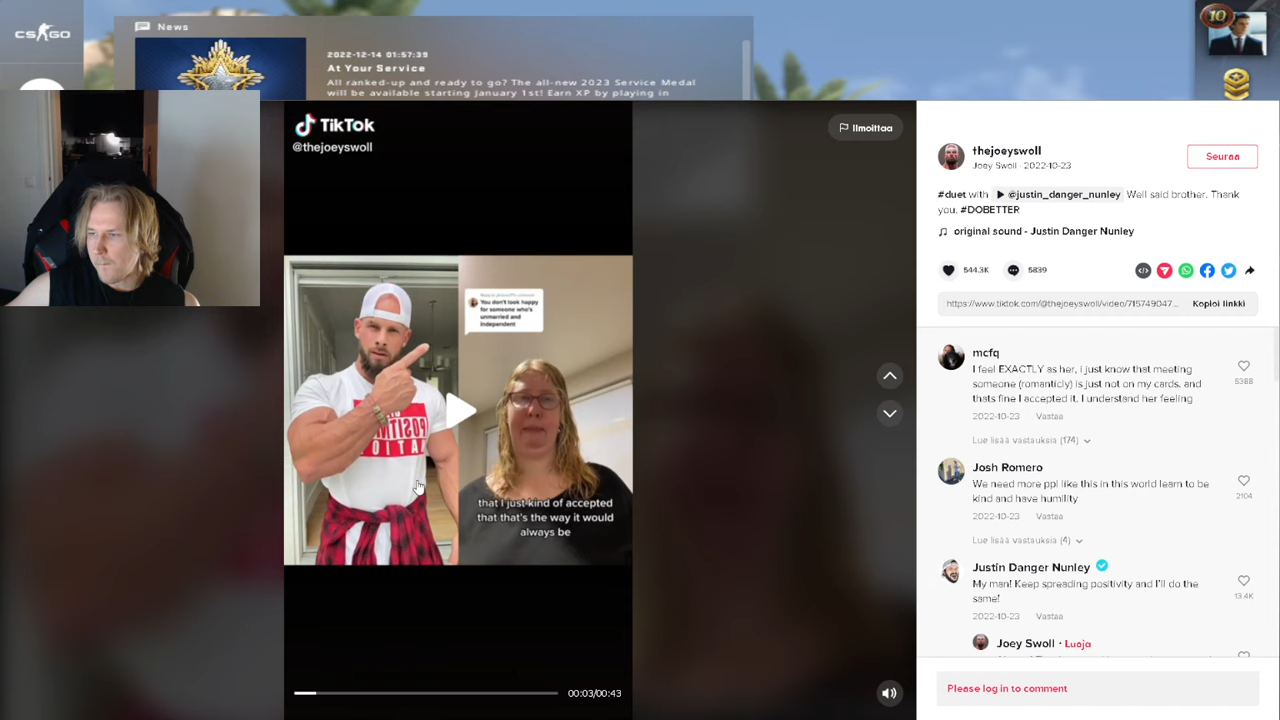 CS:GO
News
2022-12-14 01:57:39
At Your Service
All ranked-up and ready to go? The all-new 2023 Service Medal
will be available starting January 1st! Earn XP by playing in
10
TikTok
@thejoeyswoll
Ilmoittaa
You don't look happy
for someone who's
unmarried and
independent
POSITIVE
that I just kind of accepted
that that's the way it would
always be
00:03/00:43
thejoeyswoll
Joey Swoll · 2022-10-23
Seuraa
#duet with @justin_danger_nunley Well said brother. Thank
you. #DOBETTER
original sound - Justin Danger Nunley
544.3K
5839
https://www.tiktok.com/@thejoeyswoll/video/715749047...
Kopioi linkki
mcfq
I feel EXACTLY as her, i just know that meeting
someone (romanticly) is just not on my cards. and
thats fine I accepted it. I understand her feeling
5388
2022-10-23 Vastaa
Lue lisää vastauksia (174)
Josh Romero
We need more ppl like this in this world learn to be
kind and have humility
2104
2022-10-23 Vastaa
Lue lisää vastauksia (4)
Justin Danger Nunley
My man! Keep spreading positivity and I'll do the
same!
13.4K
2022-10-23 Vastaa
Joey Swoll · Luoja
Please log in to comment